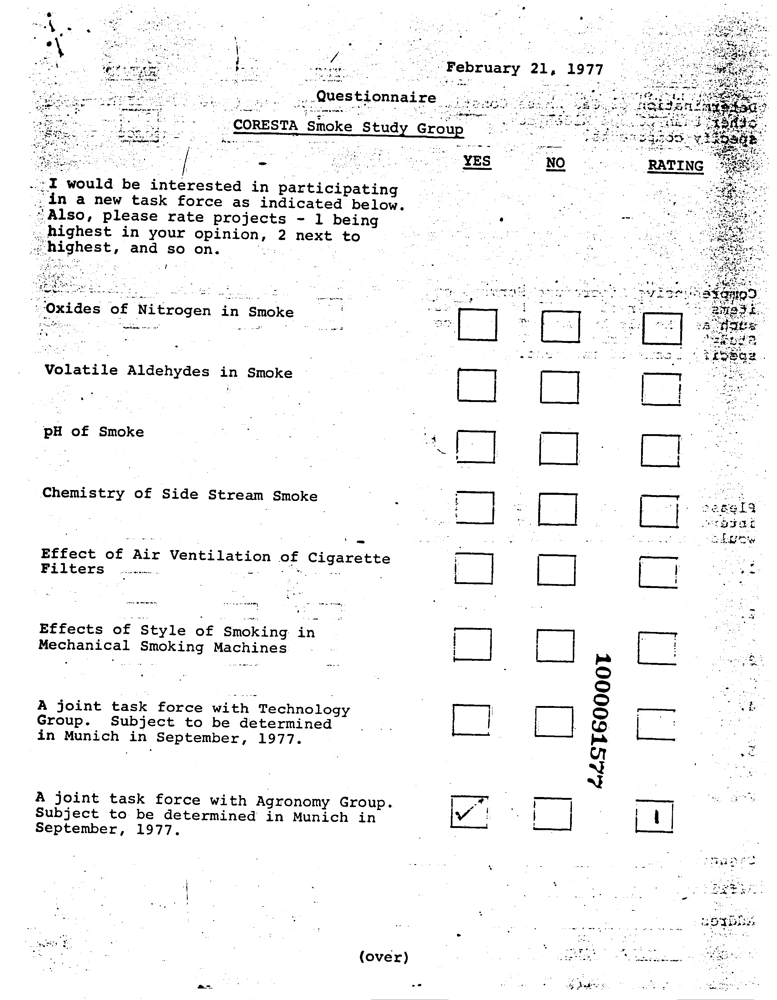 February 21, 1977
Questionnaire
CORESTA Smoke Study Group
YES NO RATING
I would be interested in participating
in a new task force as indicated below.
Also, please rate projects - 1 being
highest in your opinion, 2 next to
highest, and so on.
Oxides of Nitrogen in Smoke
Volatile Aldehydes in Smoke
pH of Smoke
Chemistry of Side Stream Smoke
Effect of Air Ventilation of Cigarette
Filters
Effects of Style of Smoking in
Mechanical Smoking Machines
A joint task force with Technology
Group. Subject to be determined
in Munich in September, 1977.
A joint task force with Agronomy Group.
Subject to be determined in Munich in
September, 1977.
✓ 1
1000091577
(over)